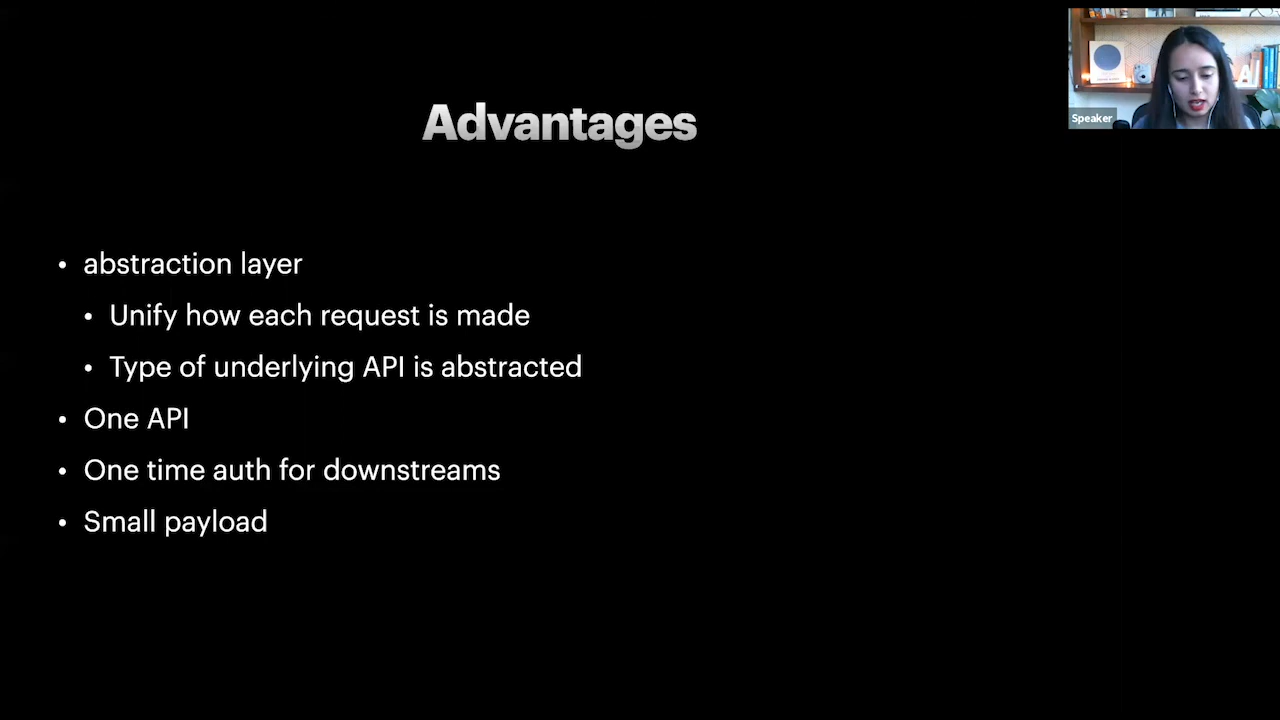 Advantages
Speaker
• abstraction layer
• Unify how each request is made
• Type of underlying API is abstracted
• One API
• One time auth for downstreams
• Small payload